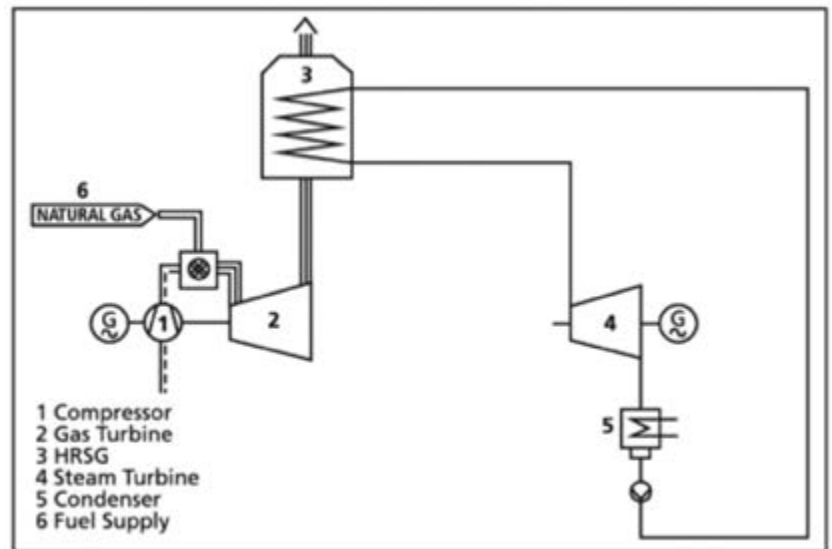 3
6
NATURAL GAS
G
1
2
4
G
5
1 Compressor
2 Gas Turbine
3 HRSG
4 Steam Turbine
5 Condenser
6 Fuel Supply